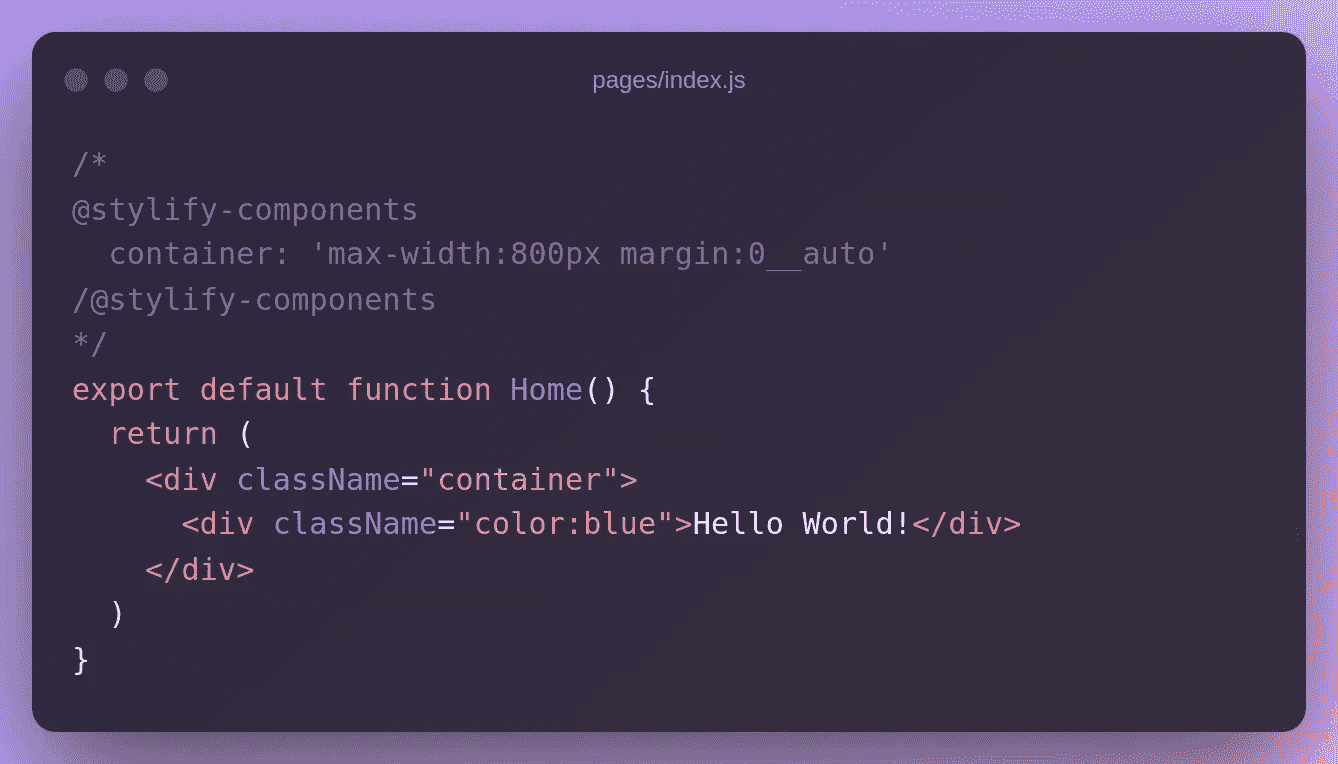 pages/index.js
/*
@stylify-components
  container: 'max-width:800px margin:0__auto'
/@stylify-components
*/
export default function Home() {
  return (
    <div className="container">
      <div className="color:blue">Hello World!</div>
    </div>
  )
}